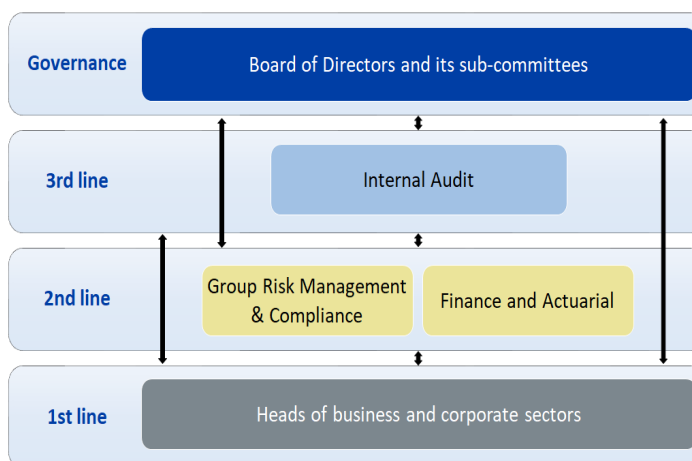 Governance
Board of Directors and its sub-committees
3rd line
Internal Audit
2nd line
Group Risk Management
& Compliance
Finance and Actuarial
1st line
Heads of business and corporate sectors